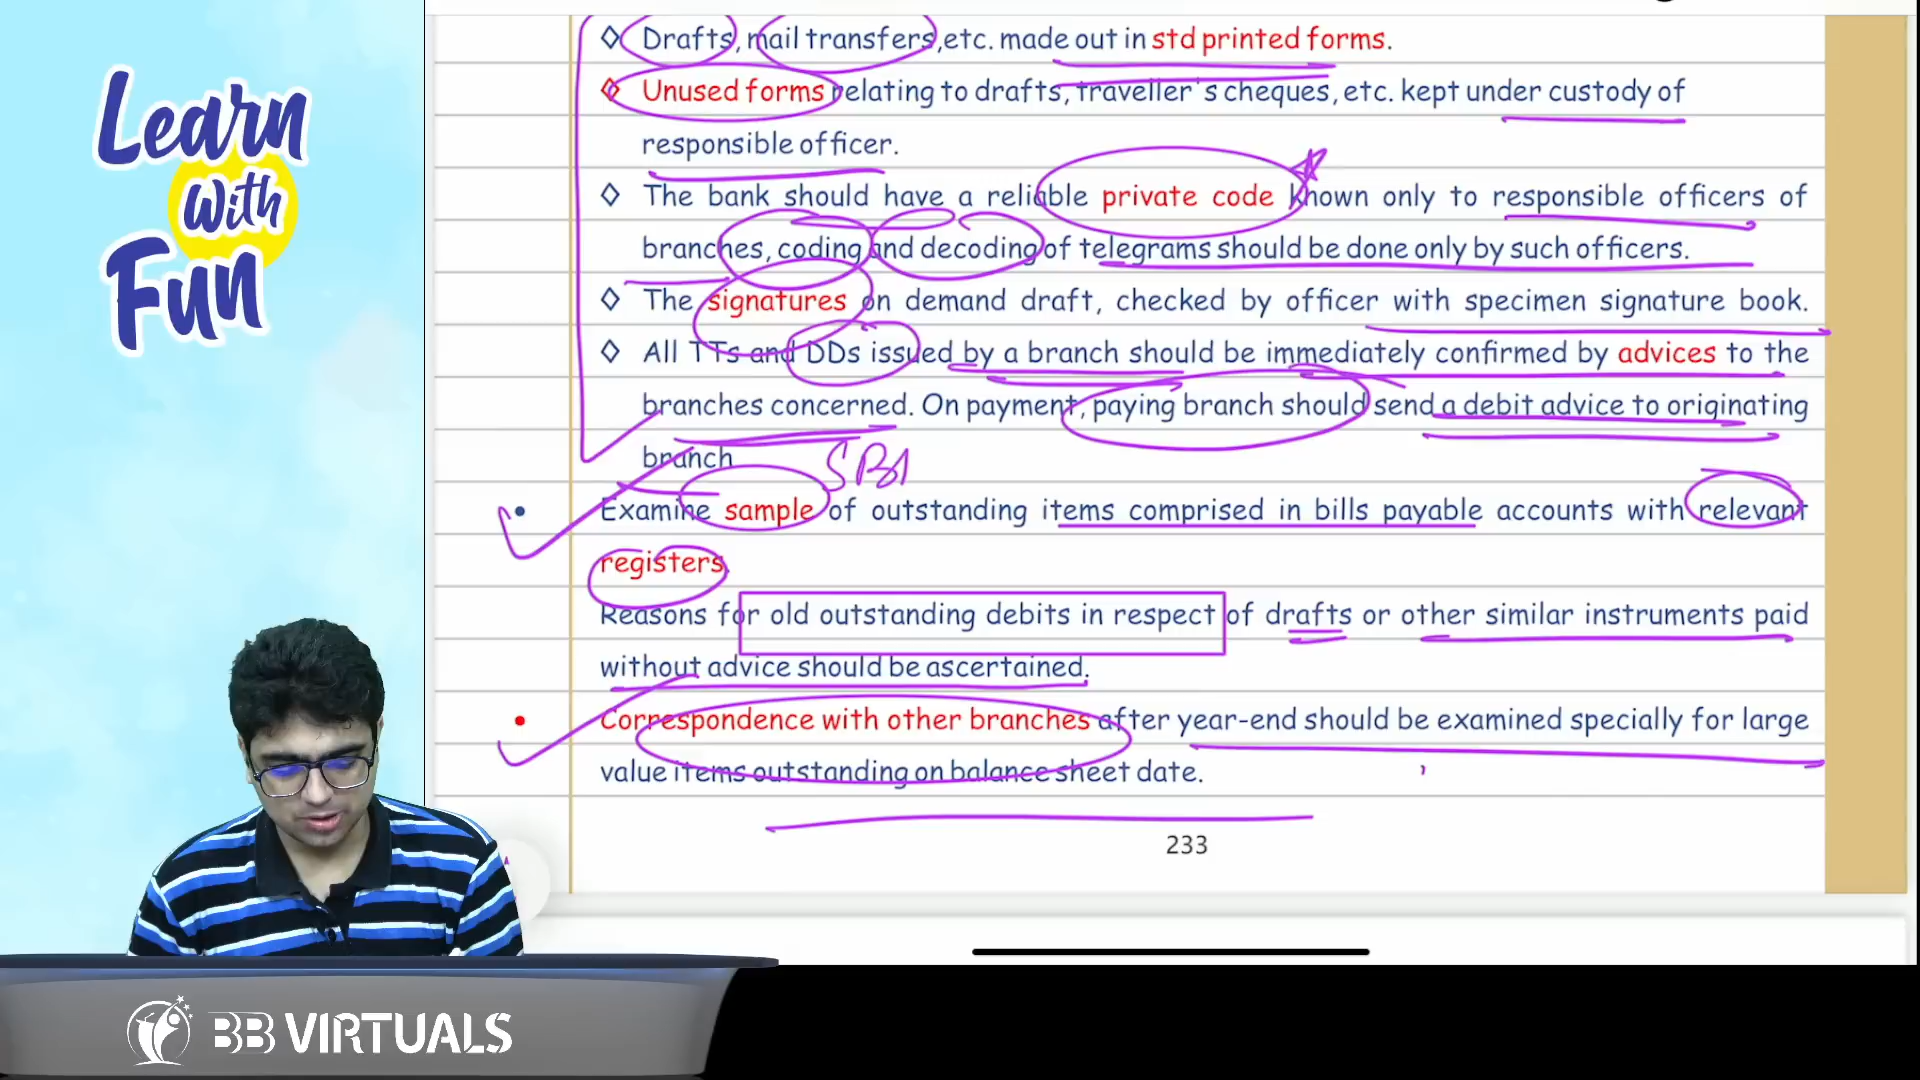 Learn
with
Fun
◊ Drafts, mail transfers,etc. made out in std printed forms.
◊ Unused forms relating to drafts, traveller's cheques, etc. kept under custody of
responsible officer.
◊ The bank should have a reliable private code known only to responsible officers of
branches, coding and decoding of telegrams should be done only by such officers.
◊ The signatures on demand draft, checked by officer with specimen signature book.
◊ All TTs and DDs issued by a branch should be immediately confirmed by advices to the
branches concerned. On payment, paying branch should send a debit advice to originating
branch
SBI
• Examine sample of outstanding items comprised in bills payable accounts with relevant
registers.
Reasons for old outstanding debits in respect of drafts or other similar instruments paid
without advice should be ascertained.
• Correspondence with other branches after year-end should be examined specially for large
value items outstanding on balance sheet date.
233
BB VIRTUALS